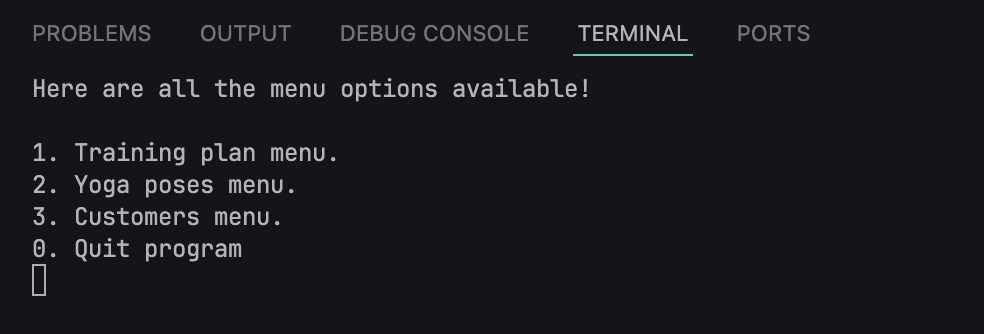 PROBLEMS OUTPUT DEBUG CONSOLE TERMINAL PORTS
Here are all the menu options available!
1. Training plan menu.
2. Yoga poses menu.
3. Customers menu.
0. Quit program